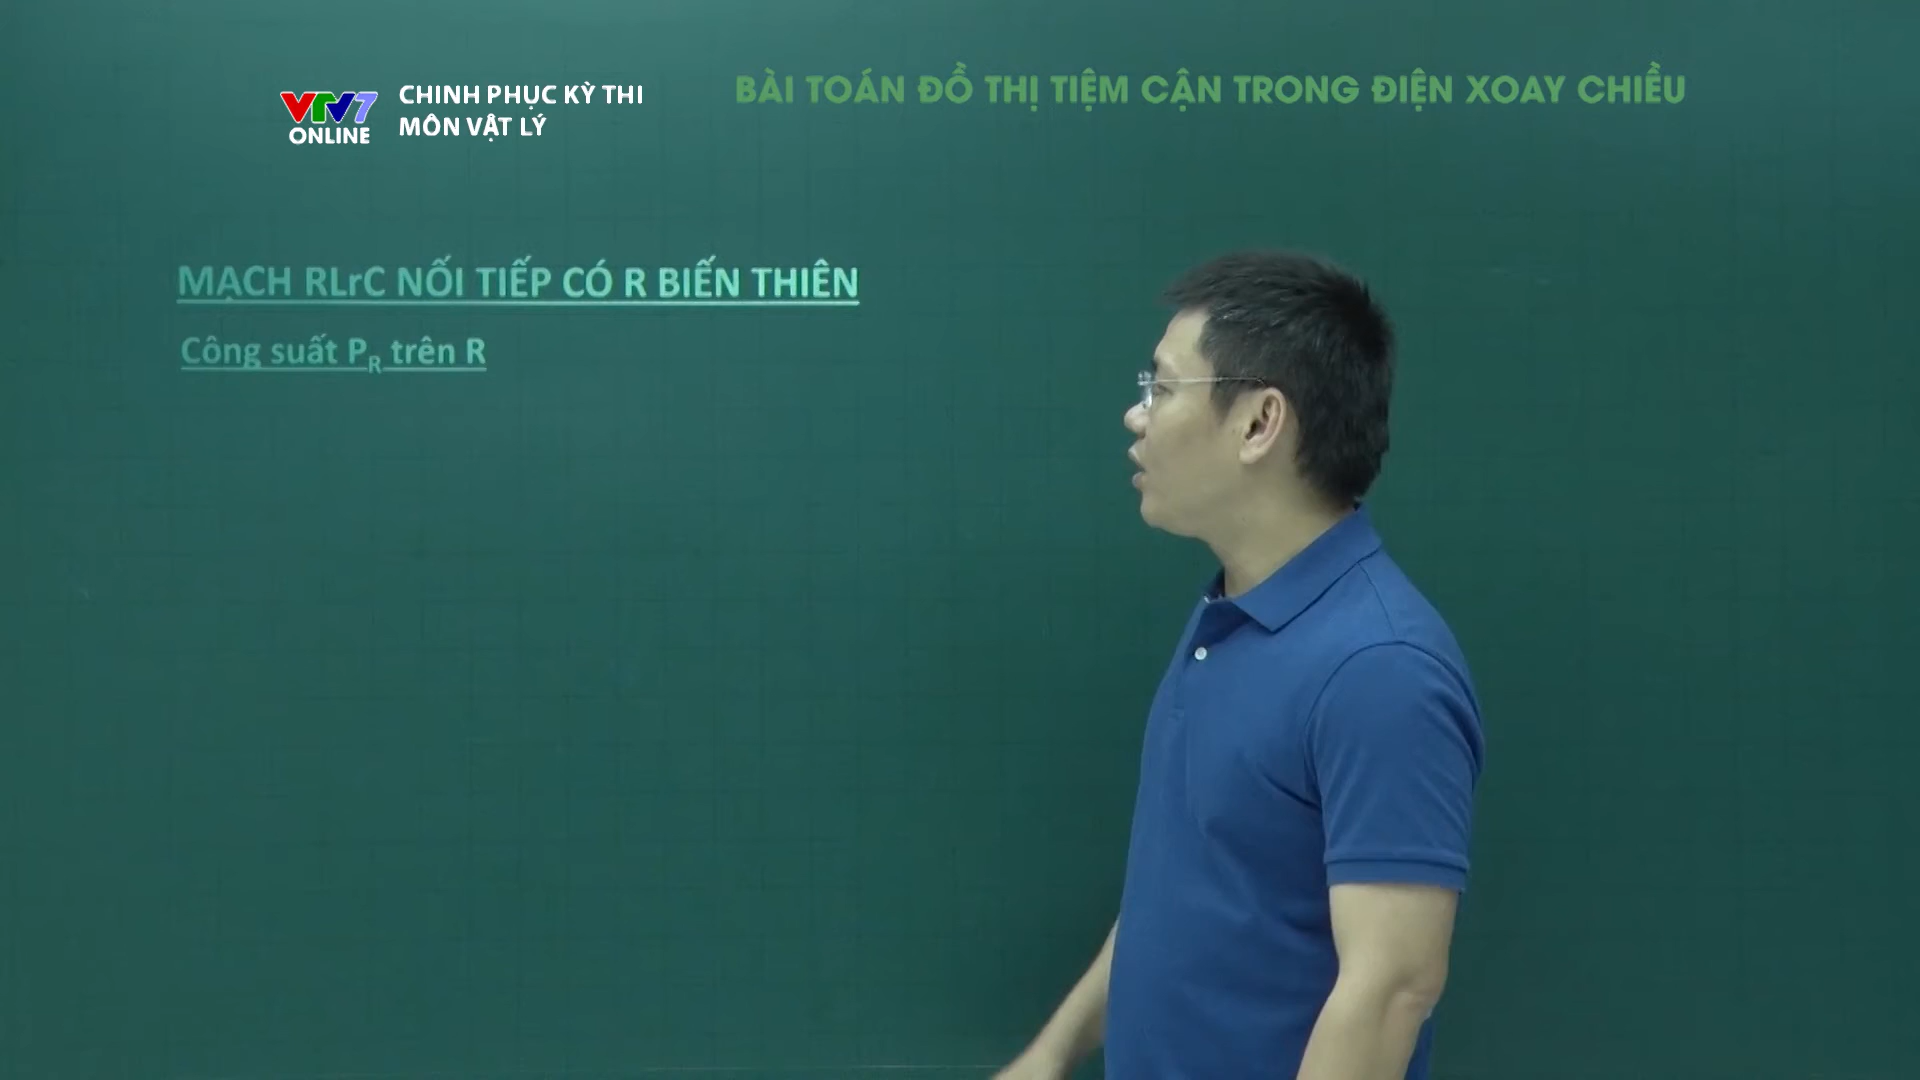 VTV7
ONLINE
CHINH PHỤC KỲ THI
MÔN VẬT LÝ
BÀI TOÁN ĐỒ THỊ TIỆM CẬN TRONG ĐIỆN XOAY CHIỀU
MẠCH RLrC NỐI TIẾP CÓ R BIẾN THIÊN
Công suất PR trên R